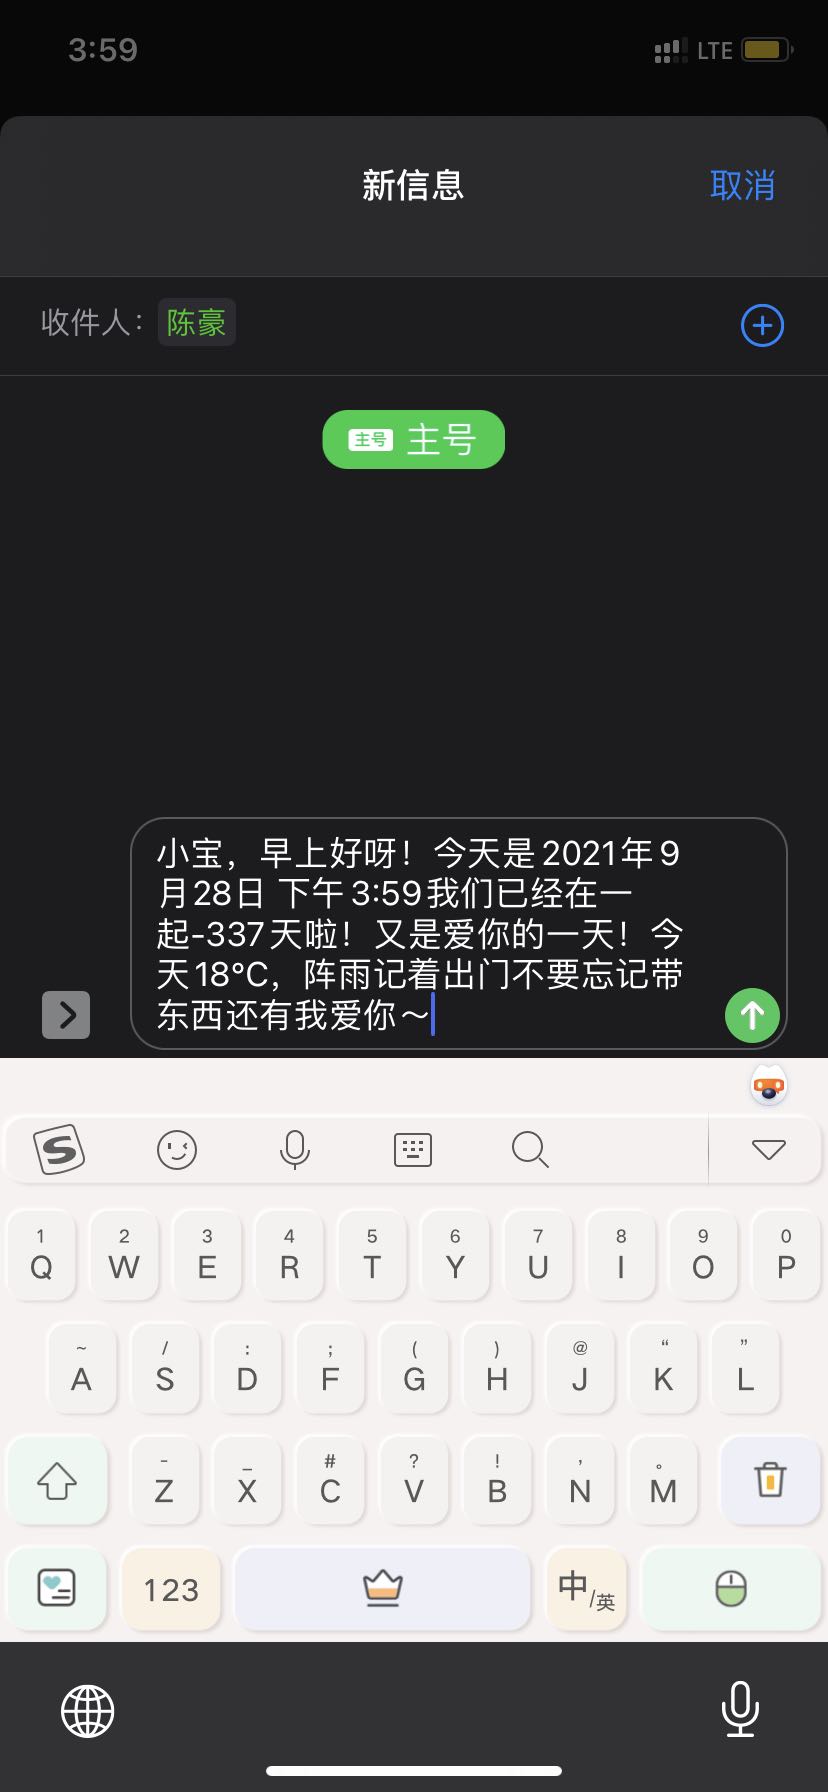 3:59 LTE
新信息 取消
收件人： 陈豪
主号 主号
小宝，早上好呀！今天是2021年9
月28日 下午3:59我们已经在一
起-337天啦！又是爱你的一天！今
天18°C，阵雨记着出门不要忘记带
东西还有我爱你～
S
1 2 3 4 5 6 7 8 9 0
Q W E R T Y U I O P
~ / : ; ( ) @ “ ”
A S D F G H J K L
- _ # ? ! , 。
Z X C V B N M
123 中/英